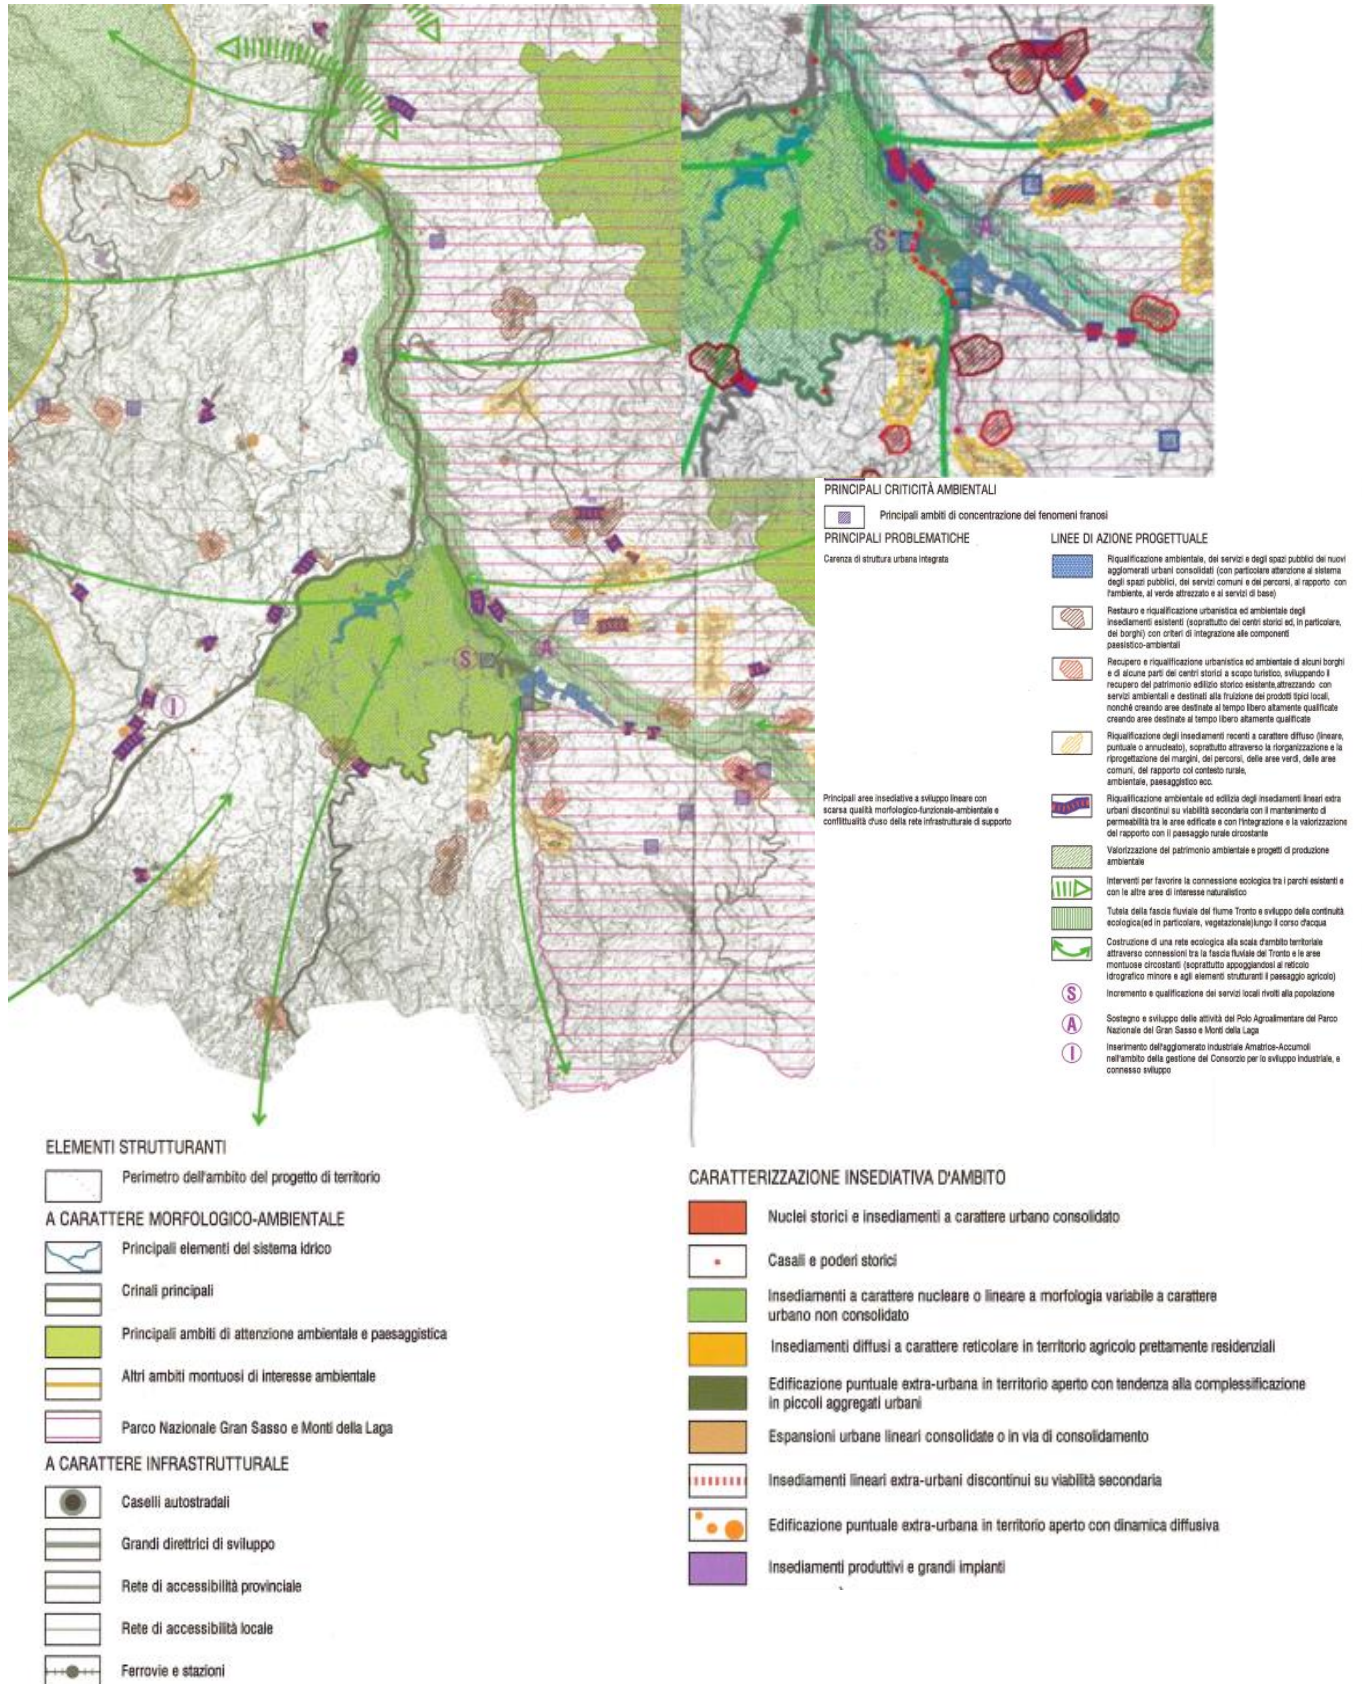 S
A
S
A
I
PRINCIPALI CRITICITÀ AMBIENTALI
Principali ambiti di concentrazione dei fenomeni franosi
PRINCIPALI PROBLEMATICHE
Carenza di struttura urbana integrata
Principali aree insediative a sviluppo lineare con
scarsa qualità morfologico-funzionale-ambientale e
conflittualità d'uso della rete infrastrutturale di supporto
LINEE DI AZIONE PROGETTUALE
Riqualificazione ambientale, dei servizi e degli spazi pubblici dei nuovi
agglomerati urbani consolidati (con particolare attenzione al sistema
degli spazi pubblici, dei servizi comuni e dei percorsi, al rapporto con
l'ambiente, al verde attrezzato e ai servizi di base)
Restauro e riqualificazione urbanistica ed ambientale degli
insediamenti esistenti (soprattutto dei centri storici ed, in particolare,
dei borghi) con criteri di integrazione alle componenti
paesistico-ambientali
Recupero e riqualificazione urbanistica ed ambientale di alcuni borghi
e di alcune parti dei centri storici a scopo turistico, sviluppando il
recupero del patrimonio edilizio storico esistente,attrezzando con
servizi ambientali e destinati alla fruizione dei prodotti tipici locali,
nonché creando aree destinate al tempo libero altamente qualificate
creando aree destinate al tempo libero altamente qualificate
Riqualificazione degli insediamenti recenti a carattere diffuso (lineare,
puntuale o annucleato), soprattutto attraverso la riorganizzazione e la
riprogettazione dei margini, dei percorsi, delle aree verdi, delle aree
comuni, del rapporto col contesto rurale,
ambientale, paesaggistico ecc.
Riqualificazione ambientale ed edilizia degli insediamenti lineari extra
urbani discontinui su viabilità secondaria con il mantenimento di
permeabilità tra le aree edificate e con l'integrazione e la valorizzazione
del rapporto con il paesaggio rurale circostante
Valorizzazione del patrimonio ambientale e progetti di produzione
ambientale
Interventi per favorire la connessione ecologica tra i parchi esistenti e
con le altre aree di interesse naturalistico
Tutela della fascia fluviale del fiume Tronto e sviluppo della continuità
ecologica(ed in particolare, vegetazionale)lungo il corso d'acqua
Costruzione di una rete ecologica alla scala d'ambito territoriale
attraverso connessioni tra la fascia fluviale del Tronto e le aree
montuose circostanti (soprattutto appoggiandosi al reticolo
idrografico minore e agli elementi strutturanti il paesaggio agricolo)
S
Incremento e qualificazione dei servizi locali rivolti alla popolazione
A
Sostegno e sviluppo delle attività del Polo Agroalimentare del Parco
Nazionale del Gran Sasso e Monti della Laga
I
Inserimento dell'agglomerato industriale Amatrice-Accumoli
nell'ambito della gestione del Consorzio per lo sviluppo industriale, e
connesso sviluppo
ELEMENTI STRUTTURANTI
Perimetro dell'ambito del progetto di territorio
A CARATTERE MORFOLOGICO-AMBIENTALE
Principali elementi del sistema idrico
Crinali principali
Principali ambiti di attenzione ambientale e paesaggistica
Altri ambiti montuosi di interesse ambientale
Parco Nazionale Gran Sasso e Monti della Laga
A CARATTERE INFRASTRUTTURALE
Caselli autostradali
Grandi direttrici di sviluppo
Rete di accessibilità provinciale
Rete di accessibilità locale
Ferrovie e stazioni
CARATTERIZZAZIONE INSEDIATIVA D'AMBITO
Nuclei storici e insediamenti a carattere urbano consolidato
Casali e poderi storici
Insediamenti a carattere nucleare o lineare a morfologia variabile a carattere
urbano non consolidato
Insediamenti diffusi a carattere reticolare in territorio agricolo prettamente residenziali
Edificazione puntuale extra-urbana in territorio aperto con tendenza alla complessificazione
in piccoli aggregati urbani
Espansioni urbane lineari consolidate o in via di consolidamento
Insediamenti lineari extra-urbani discontinui su viabilità secondaria
Edificazione puntuale extra-urbana in territorio aperto con dinamica diffusiva
Insediamenti produttivi e grandi impianti